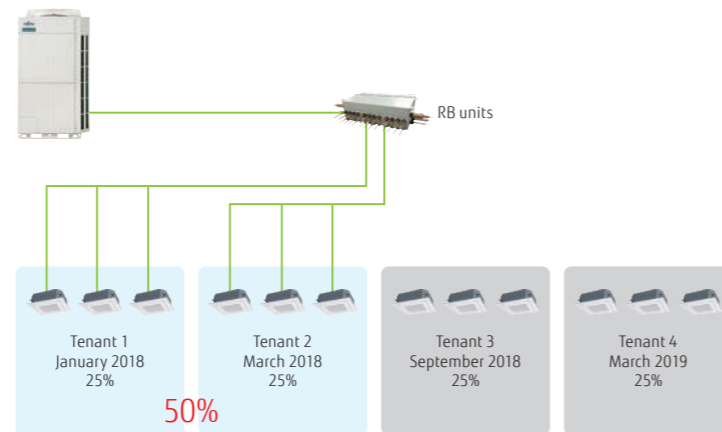 RB units
Tenant 1
January 2018
25%
Tenant 2
March 2018
25%
Tenant 3
September 2018
25%
Tenant 4
March 2019
25%
50%